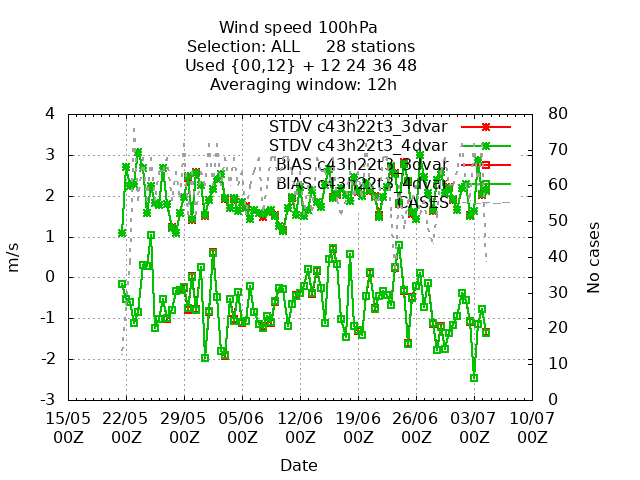 Wind speed 100hPa
Selection: ALL     28 stations
Used {00,12} + 12 24 36 48
Averaging window: 12h
STDV c43h22t3_3dvar
STDV c43h22t3_4dvar
BIAS c43h22t3_3dvar
BIAS c43h22t3_4dvar
CASES
m/s
4
3
2
1
0
-1
-2
-3
No cases
80
70
60
50
40
30
20
10
0
15/05 22/05 29/05 05/06 12/06 19/06 26/06 03/07 10/07
00Z 00Z 00Z 00Z 00Z 00Z 00Z 00Z 00Z
Date